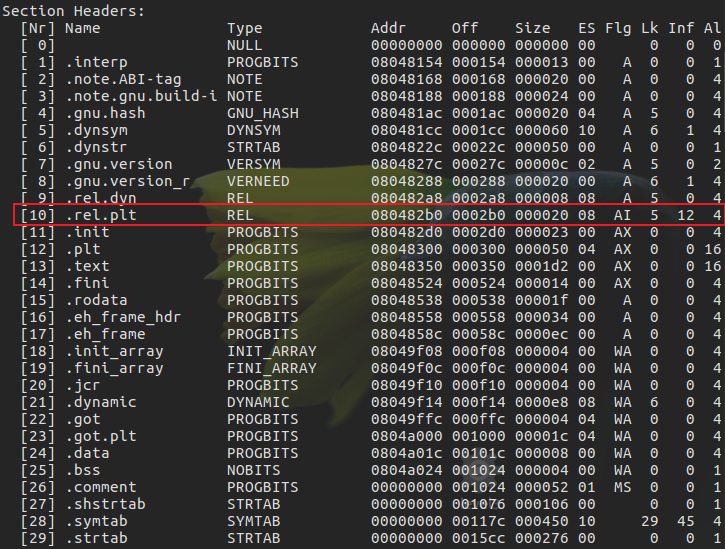 Section Headers:
  [Nr] Name              Type            Addr     Off    Size   ES Flg Lk Inf Al
  [ 0]                   NULL            00000000 000000 000000 00      0   0  0
  [ 1] .interp           PROGBITS        08048154 000154 000013 00   A  0   0  1
  [ 2] .note.ABI-tag     NOTE            08048168 000168 000020 00   A  0   0  4
  [ 3] .note.gnu.build-i NOTE            08048188 000188 000024 00   A  0   0  4
  [ 4] .gnu.hash         GNU_HASH        080481ac 0001ac 000020 04   A  5   0  4
  [ 5] .dynsym           DYNSYM          080481cc 0001cc 000060 10   A  6   1  4
  [ 6] .dynstr           STRTAB          0804822c 00022c 000050 00   A  0   0  1
  [ 7] .gnu.version      VERSYM          0804827c 00027c 00000c 02   A  5   0  2
  [ 8] .gnu.version_r    VERNEED         08048288 000288 000020 00   A  6   1  4
  [ 9] .rel.dyn          REL             080482a8 0002a8 000008 08   A  5   0  4
  [10] .rel.plt          REL             080482b0 0002b0 000020 08  AI  5  12  4
  [11] .init             PROGBITS        080482d0 0002d0 000023 00  AX  0   0  4
  [12] .plt              PROGBITS        08048300 000300 000050 04  AX  0   0 16
  [13] .text             PROGBITS        08048350 000350 0001d2 00  AX  0   0 16
  [14] .fini             PROGBITS        08048524 000524 000014 00  AX  0   0  4
  [15] .rodata           PROGBITS        08048538 000538 00001f 00   A  0   0  4
  [16] .eh_frame_hdr     PROGBITS        08048558 000558 000034 00   A  0   0  4
  [17] .eh_frame         PROGBITS        0804858c 00058c 0000ec 00   A  0   0  4
  [18] .init_array       INIT_ARRAY      08049f08 000f08 000004 00  WA  0   0  4
  [19] .fini_array       FINI_ARRAY      08049f0c 000f0c 000004 00  WA  0   0  4
  [20] .jcr              PROGBITS        08049f10 000f10 000004 00  WA  0   0  4
  [21] .dynamic          DYNAMIC         08049f14 000f14 0000e8 08  WA  6   0  4
  [22] .got              PROGBITS        08049ffc 000ffc 000004 04  WA  0   0  4
  [23] .got.plt          PROGBITS        0804a000 001000 00001c 04  WA  0   0  4
  [24] .data             PROGBITS        0804a01c 00101c 000008 00  WA  0   0  4
  [25] .bss              NOBITS          0804a024 001024 000004 00  WA  0   0  1
  [26] .comment          PROGBITS        00000000 001024 000052 01  MS  0   0  1
  [27] .shstrtab         STRTAB          00000000 001076 000106 00      0   0  1
  [28] .symtab           SYMTAB          00000000 00117c 000450 10     29  45  4
  [29] .strtab           STRTAB          00000000 0015cc 000276 00      0   0  1